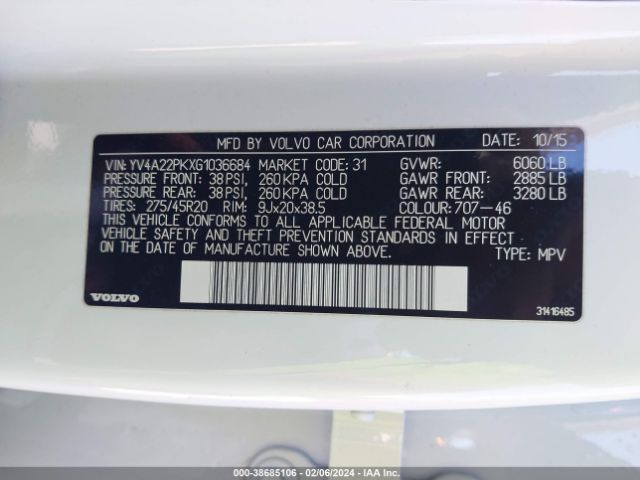 MFD BY VOLVO CAR CORPORATION DATE: 10/15
VIN: YV4A22PKXG1036684 MARKET CODE: 31 GVWR: 6060 LB
PRESSURE FRONT: 38 PSI, 260 KPA COLD GAWR FRONT: 2885 LB
PRESSURE REAR: 38 PSI, 260 KPA COLD GAWR REAR: 3280 LB
TIRES: 275/45R20 RIM: 9Jx20x38.5 COLOUR: 707-46
THIS VEHICLE CONFORMS TO ALL APPLICABLE FEDERAL MOTOR
VEHICLE SAFETY AND THEFT PREVENTION STANDARDS IN EFFECT
ON THE DATE OF MANUFACTURE SHOWN ABOVE. TYPE: MPV
VOLVO 31416485
000-38685106 - 02/06/2024 - IAA Inc.